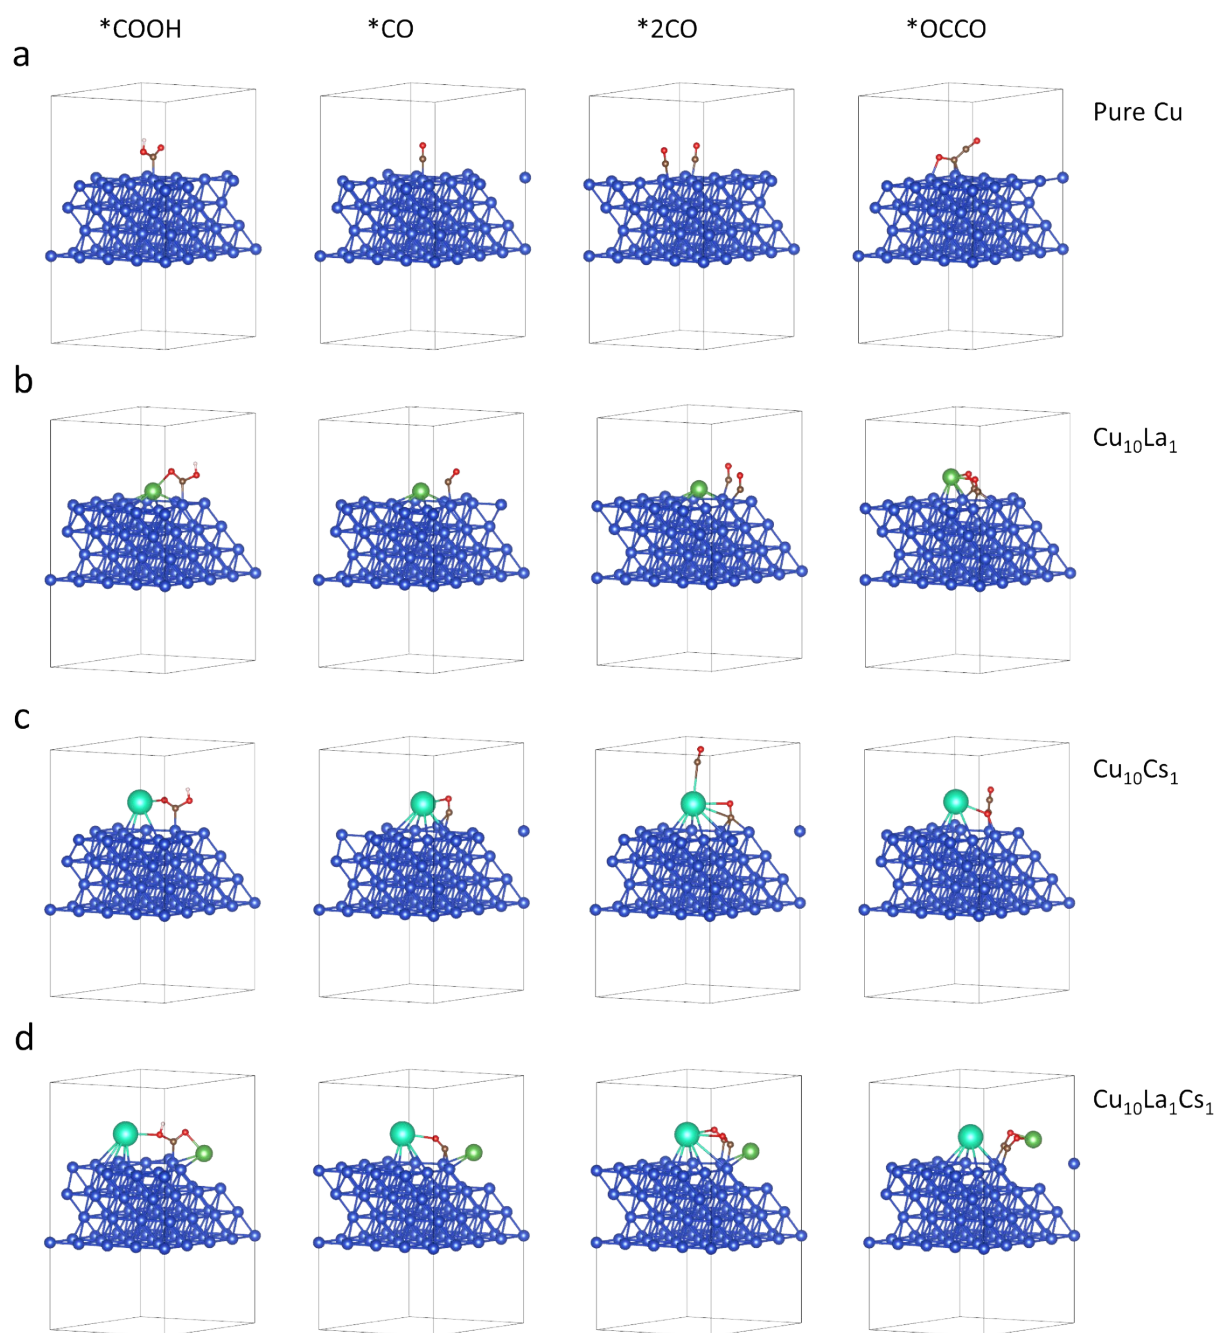 *COOH *CO *2CO *OCCO
a
Pure Cu
b
Cu₁₀La₁
c
Cu₁₀Cs₁
d
Cu₁₀La₁Cs₁